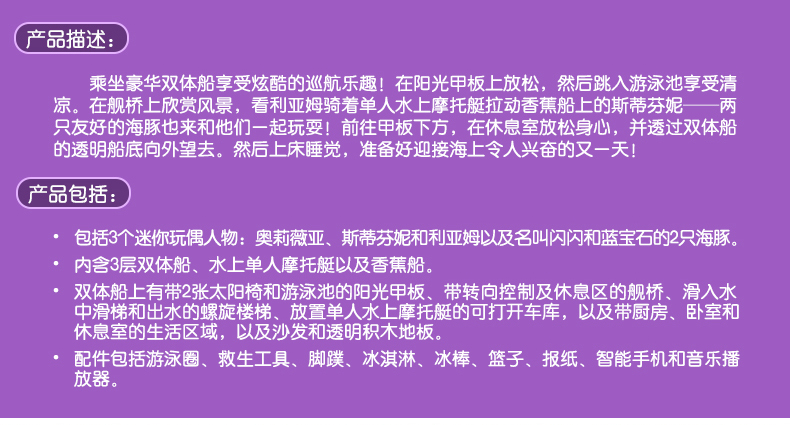 产品描述：
乘坐豪华双体船享受炫酷的巡航乐趣！在阳光甲板上放松，然后跳入游泳池享受清
凉。在舰桥上欣赏风景，看利亚姆骑着单人水上摩托艇拉动香蕉船上的斯蒂芬妮——两
只友好的海豚也来和他们一起玩耍！前往甲板下方，在休息室放松身心，并透过双体船
的透明船底向外望去。然后上床睡觉，准备好迎接海上令人兴奋的又一天！
产品包括：
• 包括3个迷你玩偶人物：奥莉薇亚、斯蒂芬妮和利亚姆以及名叫闪闪和蓝宝石的2只海豚。
• 内含3层双体船、水上单人摩托艇以及香蕉船。
• 双体船上有带2张太阳椅和游泳池的阳光甲板、带转向控制及休息区的舰桥、滑入水
中滑梯和出水的螺旋楼梯、放置单人水上摩托艇的可打开车库，以及带厨房、卧室和
休息室的生活区域，以及沙发和透明积木地板。
• 配件包括游泳圈、救生工具、脚蹼、冰淇淋、冰棒、篮子、报纸、智能手机和音乐播
放器。